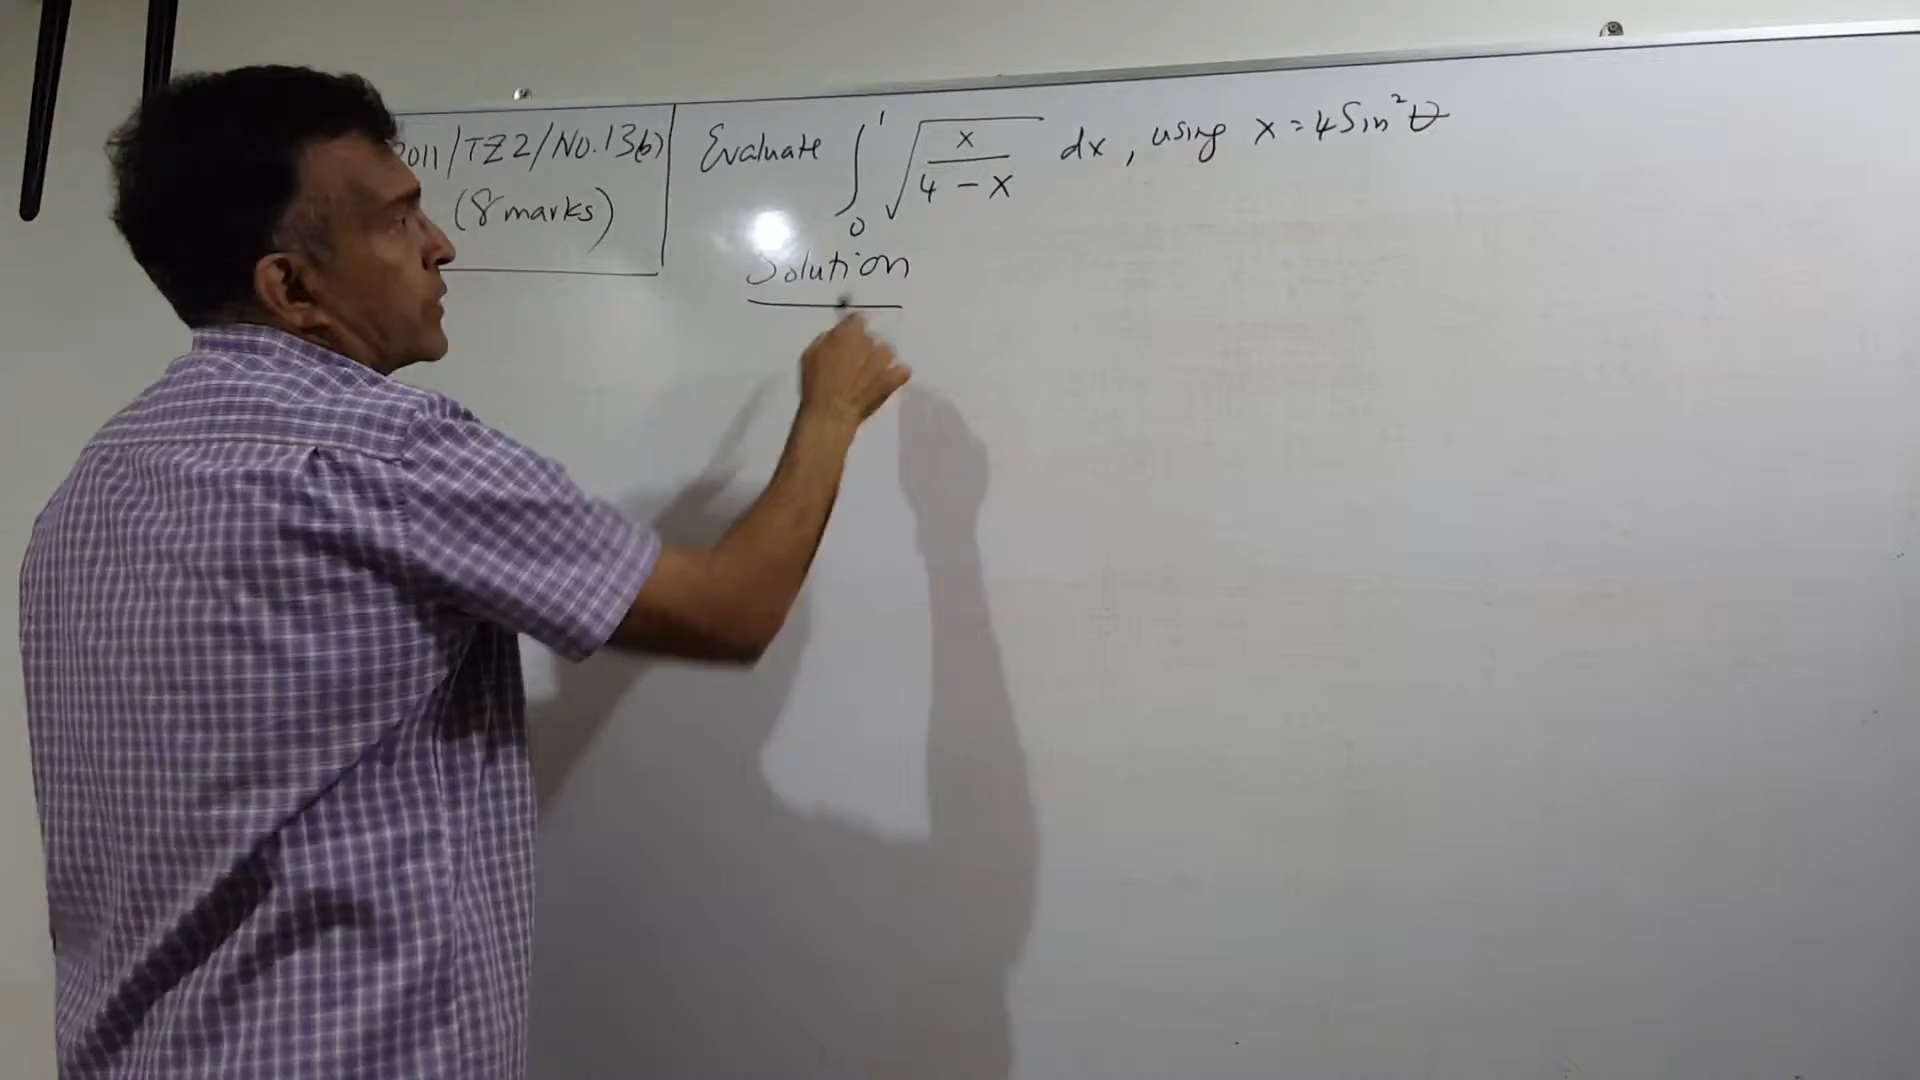 2011/TZ2/No.13(b)
(8 marks)
Evaluate ∫₀¹ √(x/(4 − x)) dx, using x = 4 Sin²θ
Solution